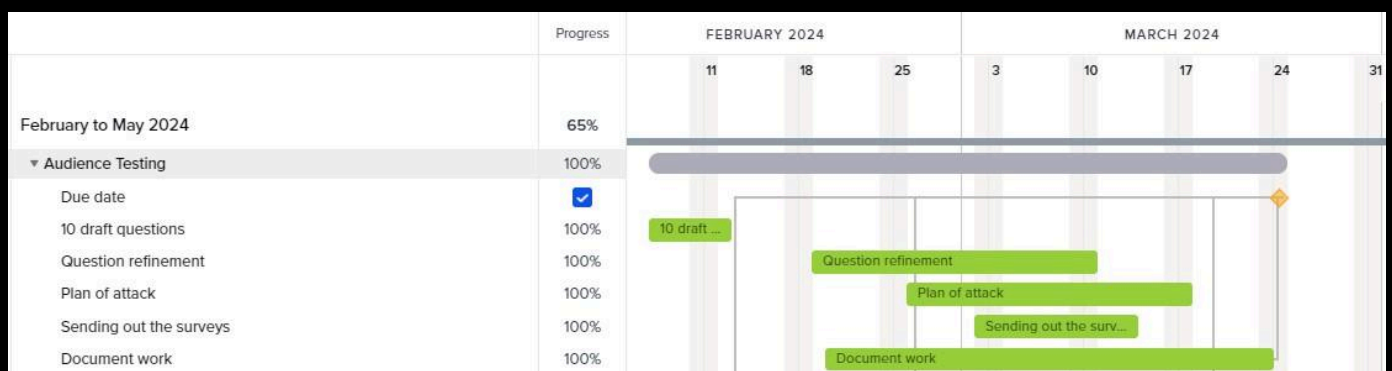 Progress
FEBRUARY 2024
MARCH 2024
11 18 25 3 10 17 24 31
February to May 2024 65%
Audience Testing 100%
Due date
10 draft questions 100% 10 draft ...
Question refinement 100% Question refinement
Plan of attack 100% Plan of attack
Sending out the surveys 100% Sending out the surv...
Document work 100% Document work